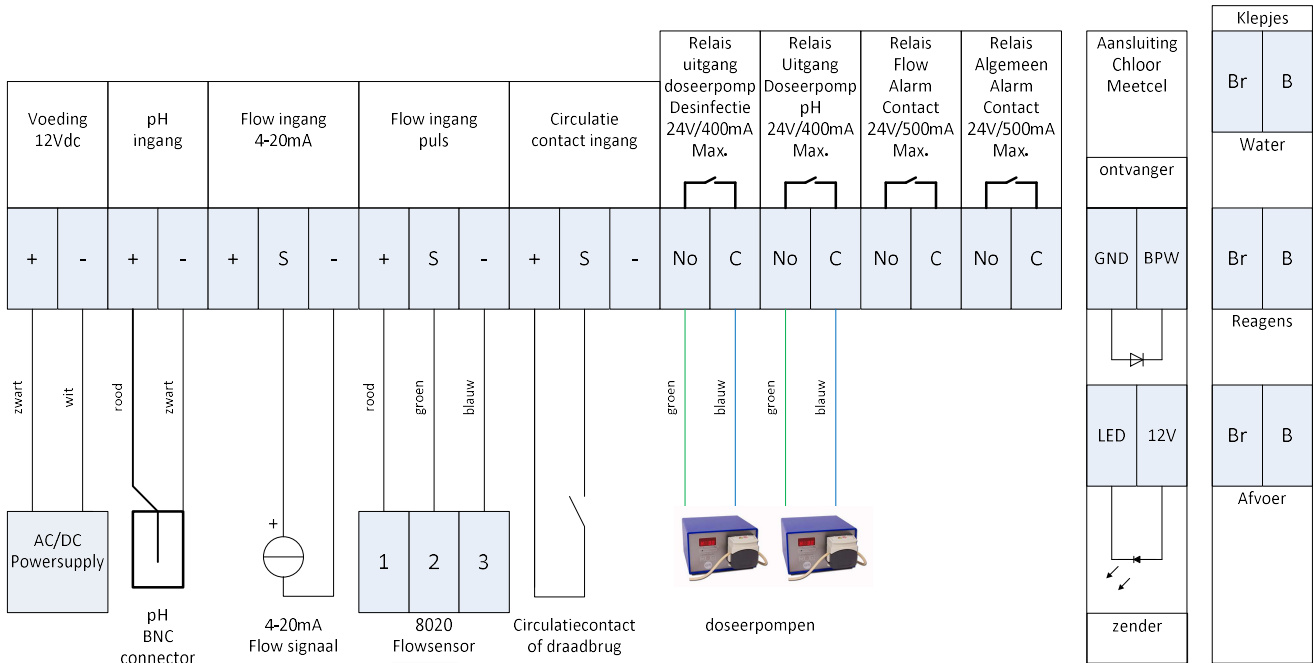 Voeding
12Vdc
pH
ingang
Flow ingang
4-20mA
Flow ingang
puls
Circulatie
contact ingang
Relais
uitgang
doseerpomp
Desinfectie
24V/400mA
Max.
Relais
Uitgang
Doseerpomp
pH
24V/400mA
Max.
Relais
Flow
Alarm
Contact
24V/500mA
Max.
Relais
Algemeen
Alarm
Contact
24V/500mA
Max.
Aansluiting
Chloor
Meetcel
ontvanger
Klepjes
Br B
Water
+ - + - + S - + S - + S - No C No C No C No C
GND BPW
Br B
Reagens
zwart
wit
rood
zwart
rood
groen
blauw
groen
blauw
groen
blauw
LED 12V
Br B
Afvoer
AC/DC
Powersupply
+
1 2 3
pH
BNC
connector
4-20mA
Flow signaal
8020
Flowsensor
Circulatiecontact
of draadbrug
doseerpompen
zender